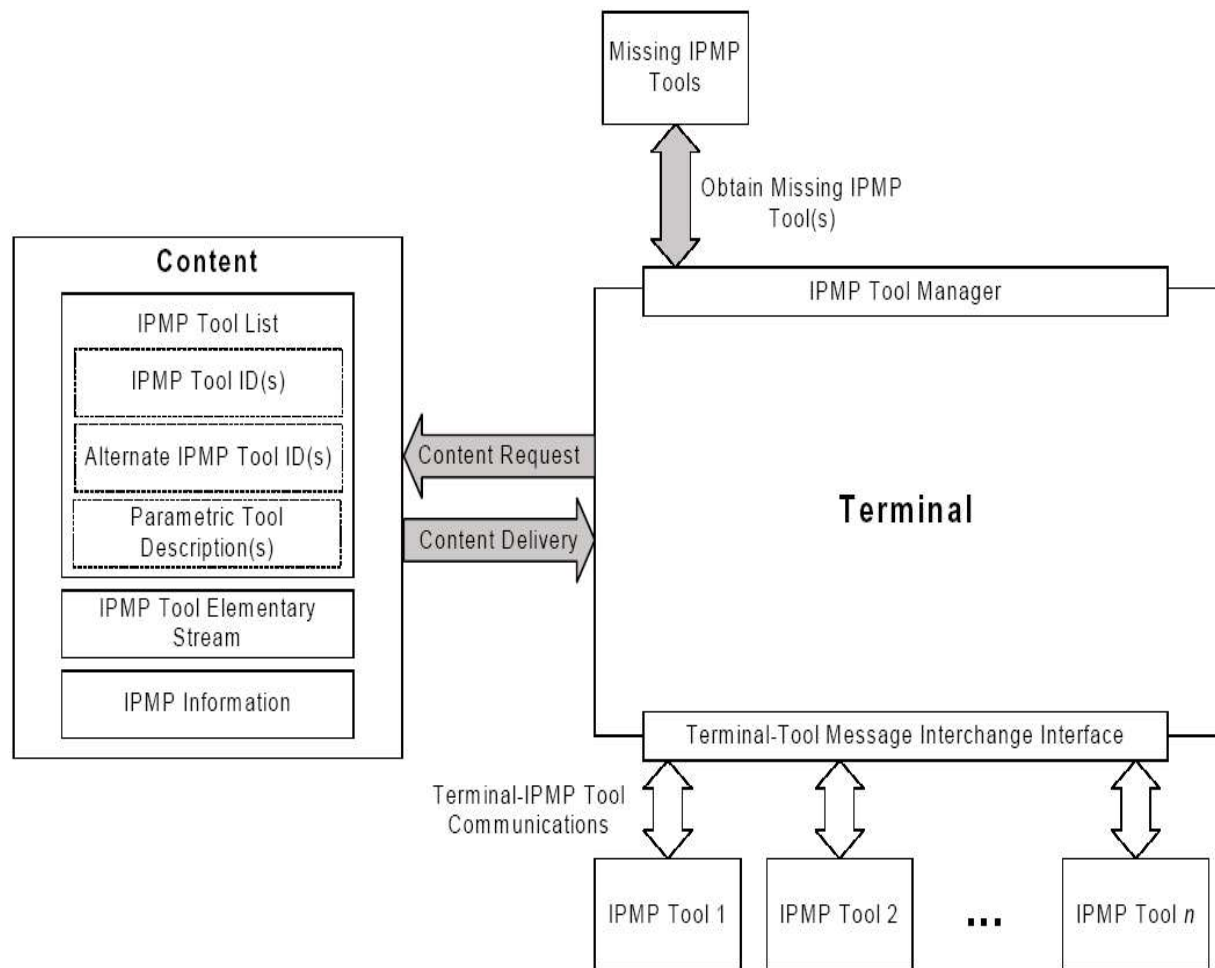 Missing IPMP
Tools
Obtain Missing IPMP
Tool(s)
Content
IPMP Tool List
IPMP Tool ID(s)
Alternate IPMP Tool ID(s)
Parametric Tool
Description(s)
IPMP Tool Elementary
Stream
IPMP Information
Content Request
Content Delivery
IPMP Tool Manager
Terminal
Terminal-Tool Message Interchange Interface
Terminal-IPMP Tool
Communications
IPMP Tool 1
IPMP Tool 2
...
IPMP Tool n